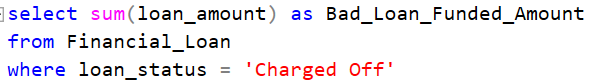 select sum(loan_amount) as Bad_Loan_Funded_Amount
from Financial_Loan
where loan_status = 'Charged Off'